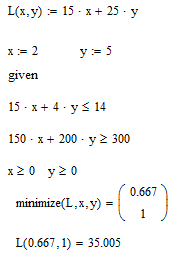 L(x,y) := 15 · x + 25 · y
x := 2 y := 5
given
15 · x + 4 · y ≤ 14
150 · x + 200 · y ≥ 300
x ≥ 0 y ≥ 0
minimize(L,x,y) = ( 0.667
1 )
L(0.667,1) = 35.005